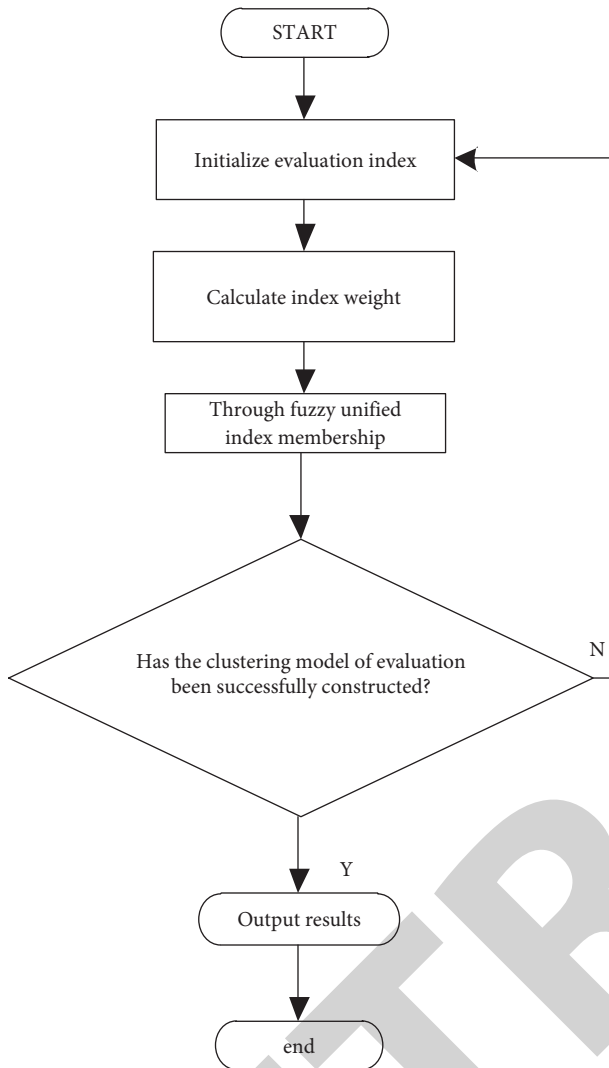 START
Initialize evaluation index
Calculate index weight
Through fuzzy unified
index membership
Has the clustering model of evaluation
been successfully constructed?
N
Y
Output results
end